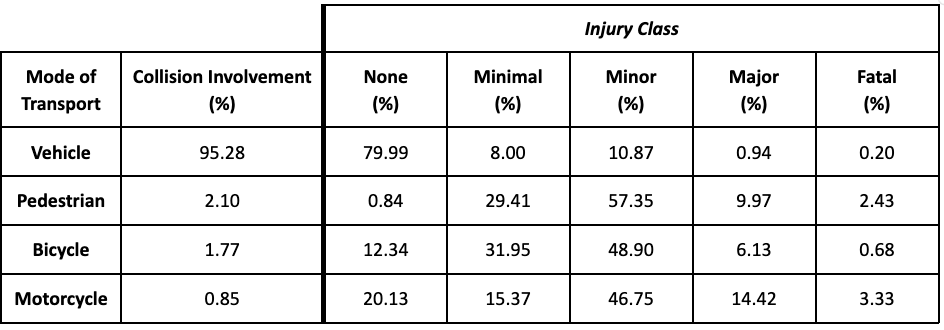 Injury Class
Mode of Transport Collision Involvement (%) None (%) Minimal (%) Minor (%) Major (%) Fatal (%)
Vehicle 95.28 79.99 8.00 10.87 0.94 0.20
Pedestrian 2.10 0.84 29.41 57.35 9.97 2.43
Bicycle 1.77 12.34 31.95 48.90 6.13 0.68
Motorcycle 0.85 20.13 15.37 46.75 14.42 3.33